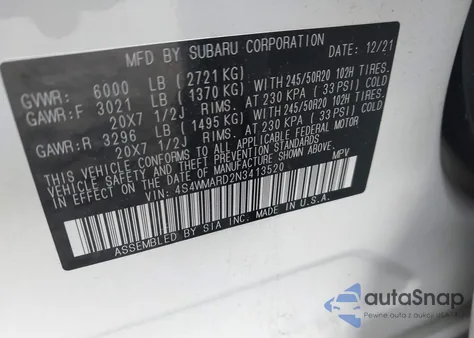 MFD BY SUBARU CORPORATION DATE: 12/21
GVWR: 6000 LB (2721 KG)
GAWR:F 3021 LB (1370 KG) WITH 245/50R20 102H TIRES.
20X7 1/2J RIMS. AT 230 KPA (33 PSI) COLD
GAWR:R 3296 LB (1495 KG) WITH 245/50R20 102H TIRES.
20X7 1/2J RIMS. AT 230 KPA (33 PSI) COLD
THIS VEHICLE CONFORMS TO ALL APPLICABLE FEDERAL MOTOR
VEHICLE SAFETY STANDARDS
IN EFFECT ON THE DATE OF MANUFACTURE SHOWN ABOVE.
VIN: 4S4WMARD2N3413520 MPV
ASSEMBLED BY SIA INC. MADE IN U.S.A.
autoSnap
Pewne auta z aukcji USA